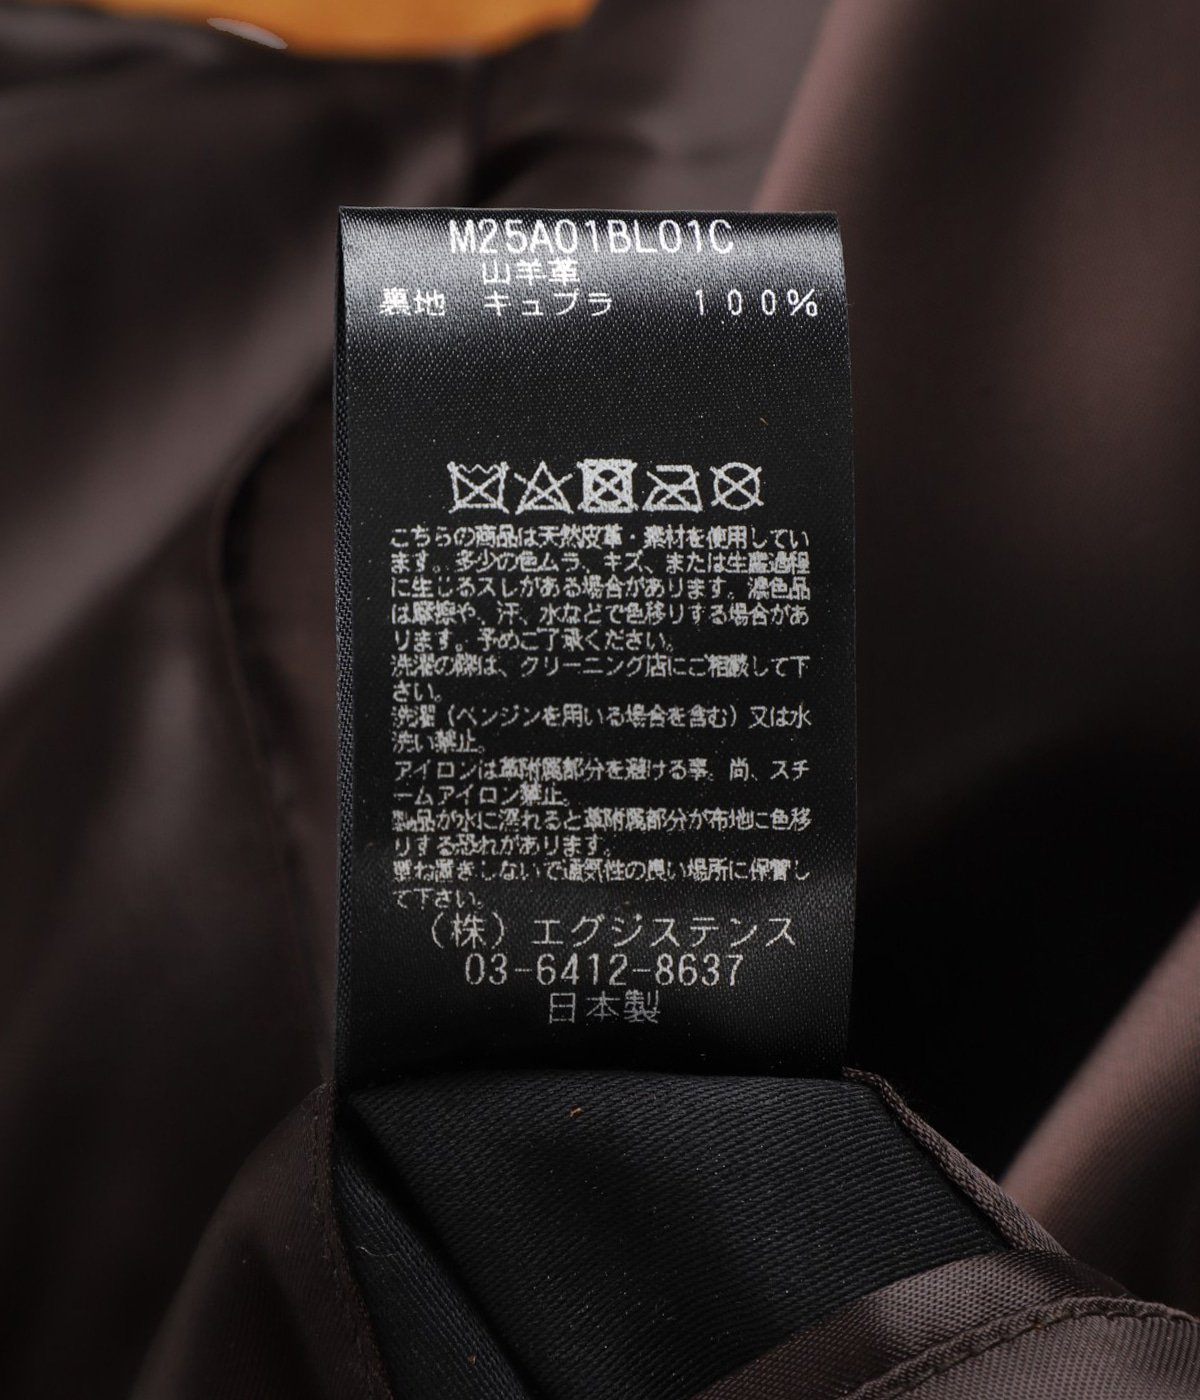 M25A01BL01C
山羊革
裏地 キュプラ 100%
こちらの商品は天然皮革・素材を使用してい
ます。多少の色ムラ、キズ、または生産過程
に生じるスレがある場合があります。濃色品
は摩擦や、汗、水などで色移りする場合があ
ります。予めご了承ください。
洗濯の際は、クリーニング店にご相談して下
さい。
洗濯（ベンジンを用いる場合を含む）又は水
洗い禁止。
アイロンは革附属部分を避ける事。尚、スチ
ームアイロン禁止。
製品が水に濡れると革附属部分が布地に色移
りする恐れがあります。
重ね置きしないで通気性の良い場所に保管し
て下さい。
（株）エグジステンス
03-6412-8637
日本製